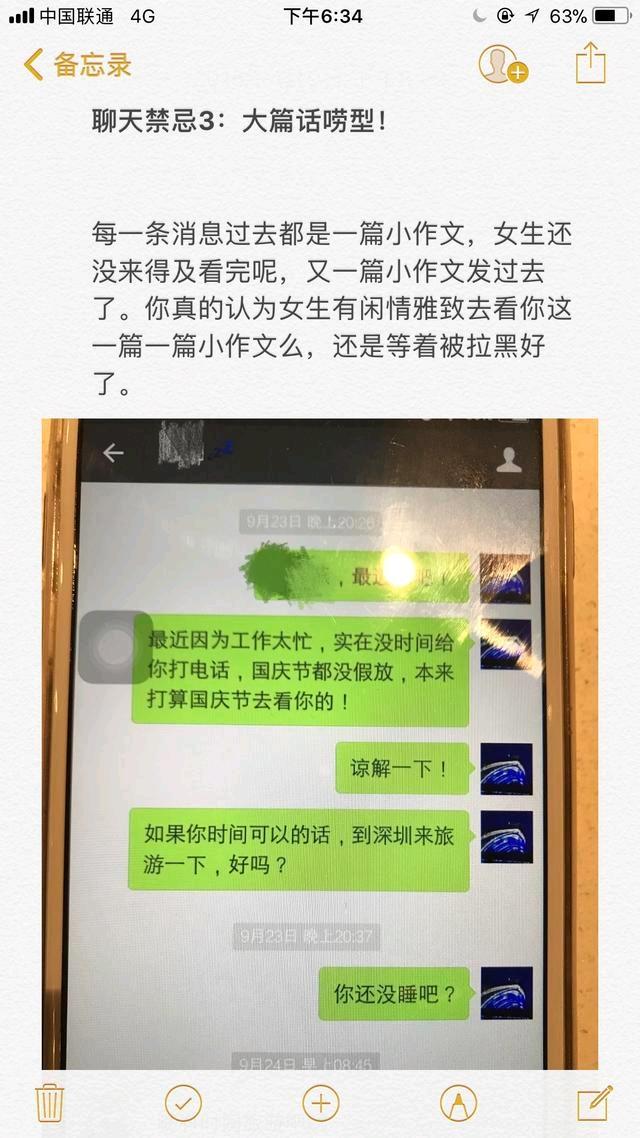 中国联通 4G 下午6:34 63%
备忘录
聊天禁忌3：大篇话唠型！
每一条消息过去都是一篇小作文，女生还
没来得及看完呢，又一篇小作文发过去
了。你真的认为女生有闲情雅致去看你这
一篇一篇小作文么，还是等着被拉黑好
了。
9月23日 晚上20:26
，最近 吧！
最近因为工作太忙，实在没时间给
你打电话，国庆节都没假放，本来
打算国庆节去看你的！
谅解一下！
如果你时间可以的话，到深圳来旅
游一下，好吗？
9月23日 晚上20:37
你还没睡吧？
9月24日 早上08:45